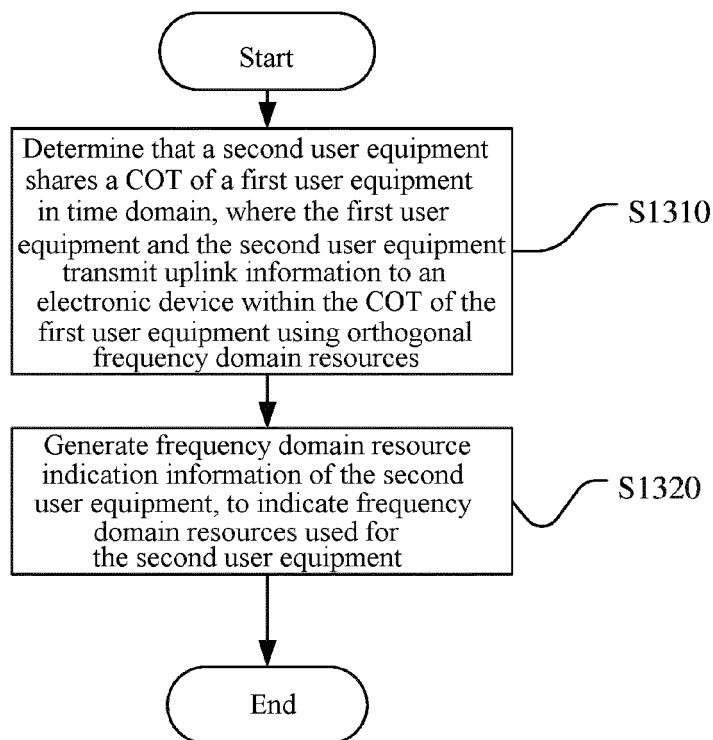 Start
Determine that a second user equipment
shares a COT of a first user equipment
in time domain, where the first user
equipment and the second user equipment
transmit uplink information to an
electronic device within the COT of the
first user equipment using orthogonal
frequency domain resources
S1310
Generate frequency domain resource
indication information of the second
user equipment, to indicate frequency
domain resources used for
the second user equipment
S1320
End